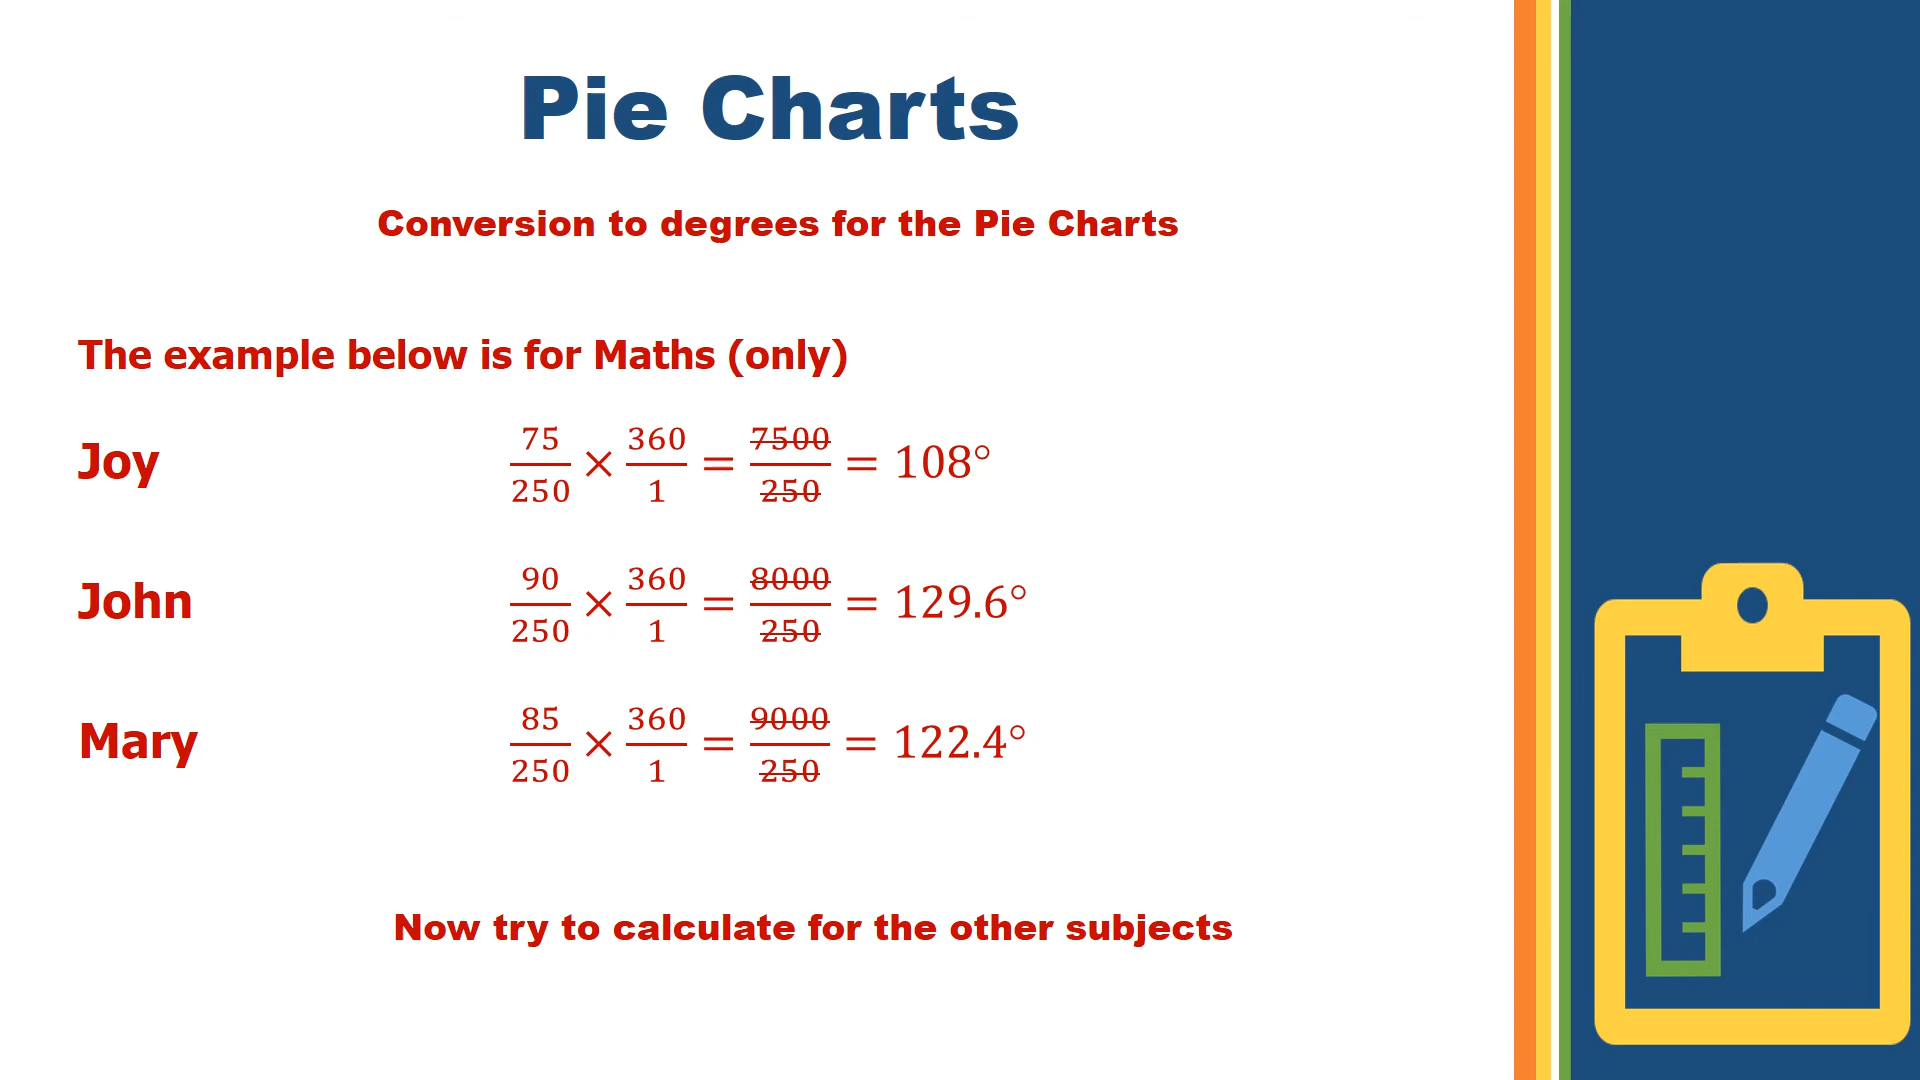 Pie Charts
Conversion to degrees for the Pie Charts
The example below is for Maths (only)
Joy 75/250 × 360/1 = 7500/250 = 108°
John 90/250 × 360/1 = 8000/250 = 129.6°
Mary 85/250 × 360/1 = 9000/250 = 122.4°
Now try to calculate for the other subjects